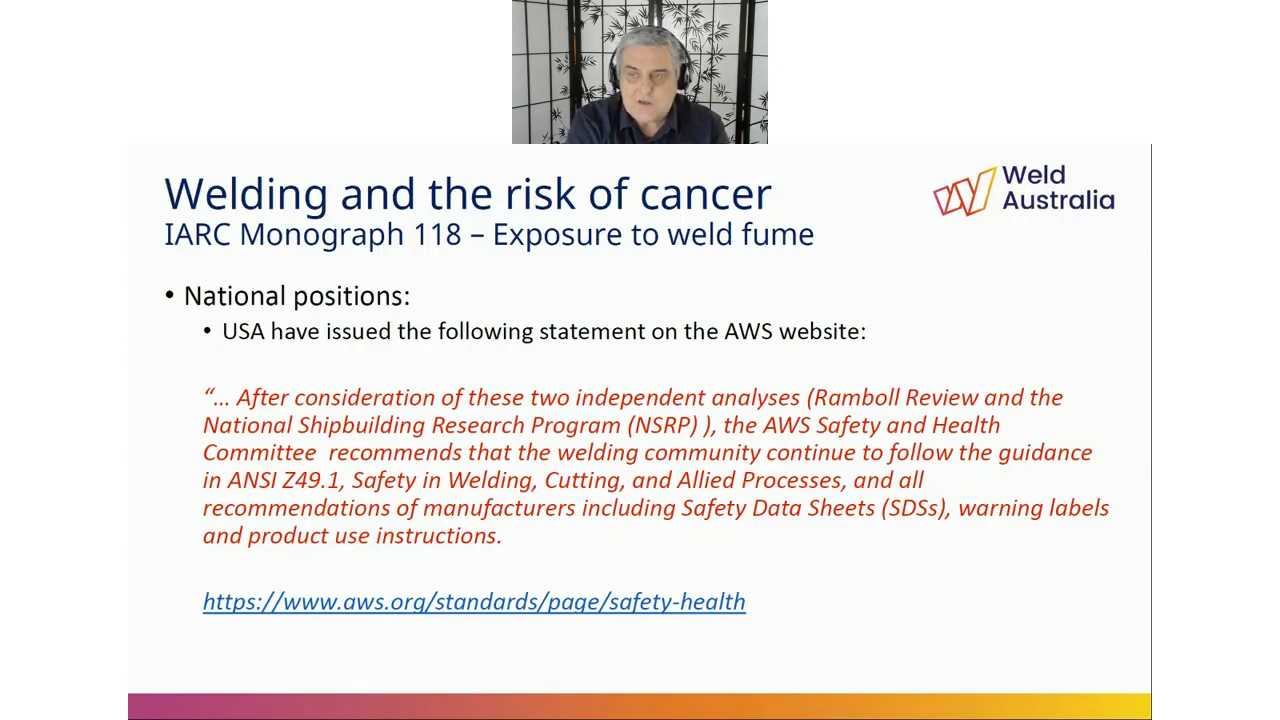 Welding and the risk of cancer
IARC Monograph 118 – Exposure to weld fume
Weld
Australia
• National positions:
• USA have issued the following statement on the AWS website:
“... After consideration of these two independent analyses (Ramboll Review and the
National Shipbuilding Research Program (NSRP) ), the AWS Safety and Health
Committee  recommends that the welding community continue to follow the guidance
in ANSI Z49.1, Safety in Welding, Cutting, and Allied Processes, and all
recommendations of manufacturers including Safety Data Sheets (SDSs), warning labels
and product use instructions.
https://www.aws.org/standards/page/safety-health